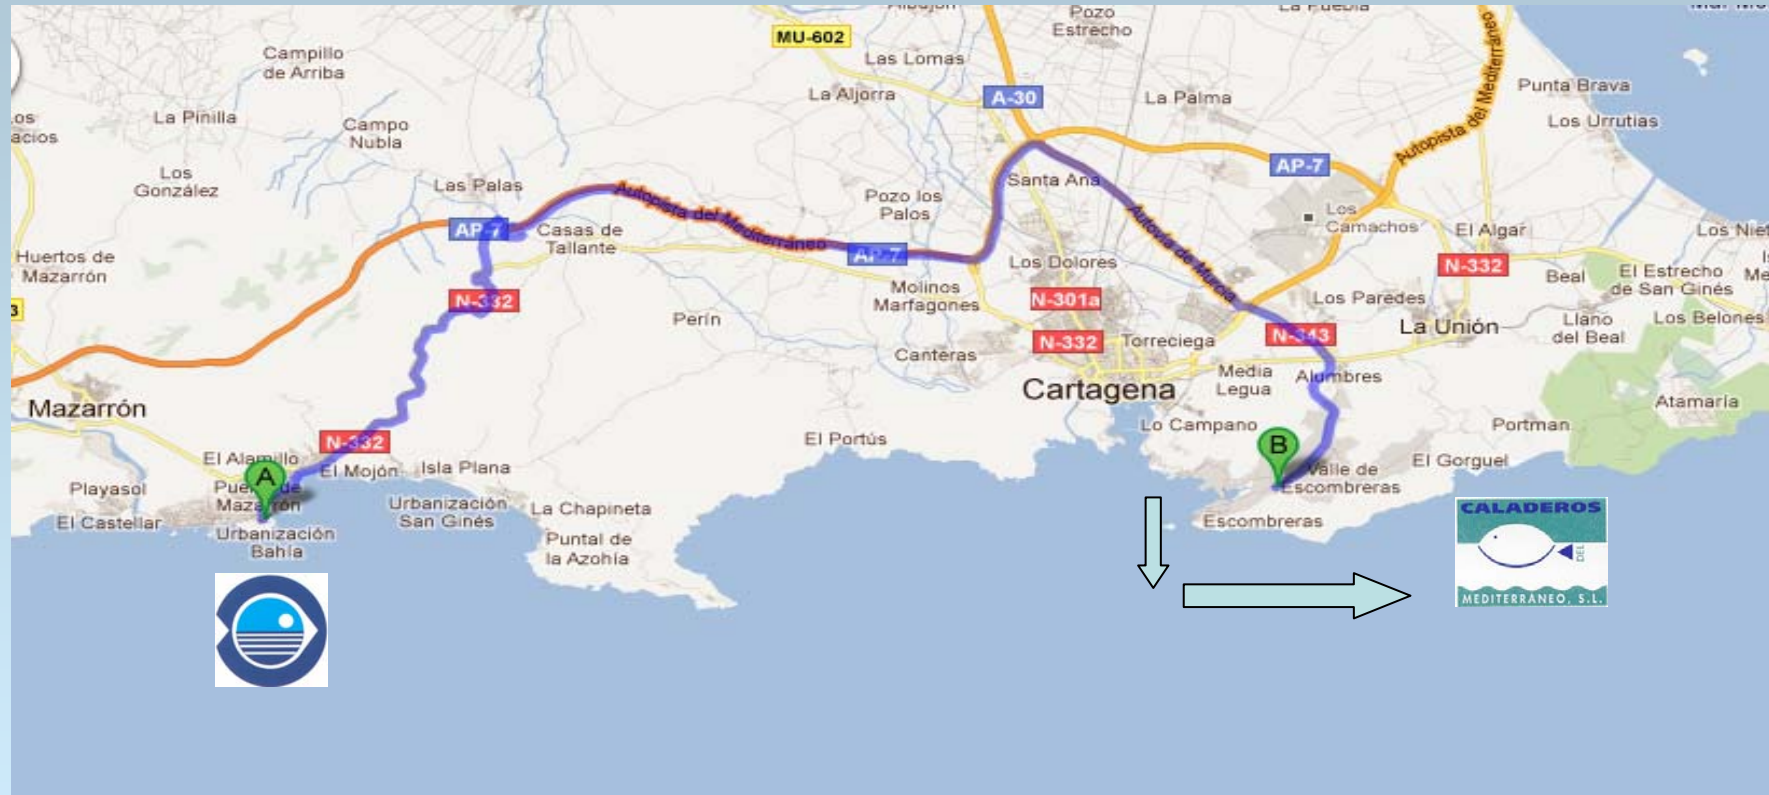 Pozo
Estrecho
MU-602
Campillo
de Arriba
Las Lomas
Punta Brava
La Aljorra
A-30
La Palma
La Pinilla
Campo
Nubla
Los Urrutias
Autopista del Mediterráneo
AP-7
Los
González
Las Palas
Santa Ana
Pozo los
Palos
Autopista del Mediterráneo
Los
Camachos
AP-7
Casas de
Tallante
El Algar
Autovía de Murcia
Huertos de
Mazarrón
AP-7
Los Dolores
N-332
Beal
El Estrecho
de San Ginés
Molinos
Marfagones
N-332
N-301a
Los Paredes
Perín
Llano
del Beal
Los Belones
La Unión
N-332
Torreciega
N-343
Canteras
Media
Legua
Alumbres
Cartagena
Mazarrón
Atamaría
Lo Campano
Portman
N-332
El Portús
B
El Alamillo
A
El Mojón
Isla Plana
Valle de
Escombreras
El Gorguel
Playasol
Puerto de
Mazarrón
Urbanización
San Ginés
La Chapineta
El Castellar
Urbanización
Bahía
Escombreras
Puntal de
la Azohía
CALADEROS
DEL
MEDITERRANEO, S.L.